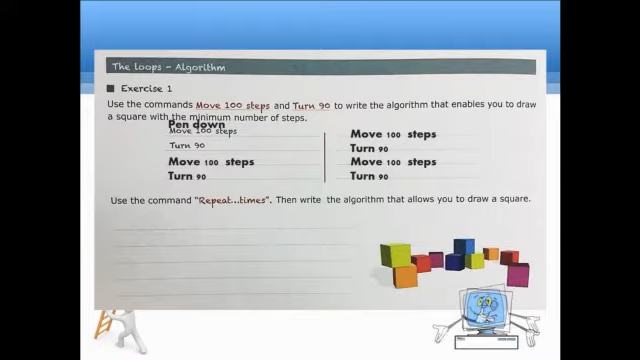 The loops - Algorithm
Exercise 1
Use the commands Move 100 steps and Turn 90 to write the algorithm that enables you to draw
a square with the minimum number of steps.
Pen down
Move 100 steps
Turn 90
Move 100 steps
Turn 90
Move 100 steps
Turn 90
Move 100 steps
Turn 90
Use the command "Repeat...times". Then write the algorithm that allows you to draw a square.